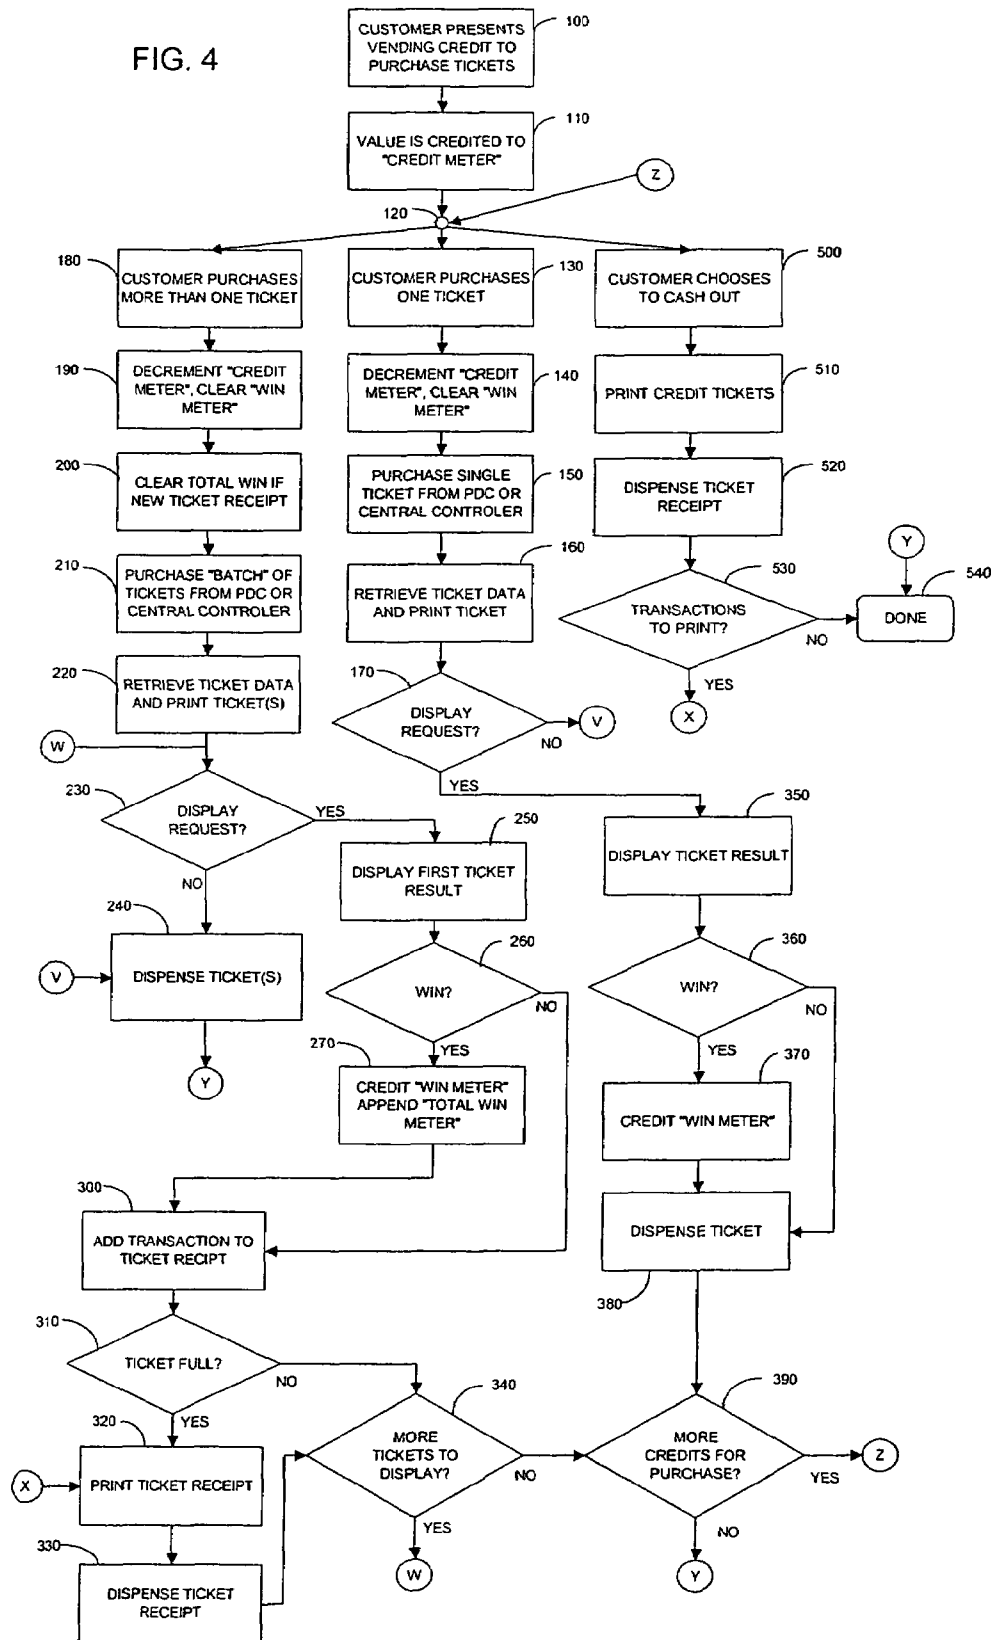 FIG. 4
100
CUSTOMER PRESENTS
VENDING CREDIT TO
PURCHASE TICKETS
110
VALUE IS CREDITED TO
"CREDIT METER"
Z
120
180
CUSTOMER PURCHASES
MORE THAN ONE TICKET
130
CUSTOMER PURCHASES
ONE TICKET
500
CUSTOMER CHOOSES
TO CASH OUT
190
DECREMENT "CREDIT
METER", CLEAR "WIN
METER"
140
DECREMENT "CREDIT
METER", CLEAR "WIN
METER"
510
PRINT CREDIT TICKETS
200
CLEAR TOTAL WIN IF
NEW TICKET RECEIPT
150
PURCHASE SINGLE
TICKET FROM PDC OR
CENTRAL CONTROLER
520
DISPENSE TICKET
RECEIPT
210
PURCHASE "BATCH" OF
TICKETS FROM PDC OR
CENTRAL CONTROLER
160
RETRIEVE TICKET DATA
AND PRINT TICKET
530
TRANSACTIONS
TO PRINT?
NO
YES
X
Y
540
DONE
220
RETRIEVE TICKET DATA
AND PRINT TICKET(S)
170
DISPLAY
REQUEST?
NO
V
YES
W
230
DISPLAY
REQUEST?
YES
NO
250
DISPLAY FIRST TICKET
RESULT
350
DISPLAY TICKET RESULT
240
DISPENSE TICKET(S)
V
Y
260
WIN?
NO
YES
360
WIN?
NO
YES
270
CREDIT "WIN METER"
APPEND "TOTAL WIN
METER"
370
CREDIT "WIN METER"
300
ADD TRANSACTION TO
TICKET RECIPT
DISPENSE TICKET
380
310
TICKET FULL?
NO
YES
340
MORE
TICKETS TO
DISPLAY?
NO
YES
W
390
MORE
CREDITS FOR
PURCHASE?
YES
Z
NO
Y
320
X
PRINT TICKET RECEIPT
330
DISPENSE TICKET
RECEIPT